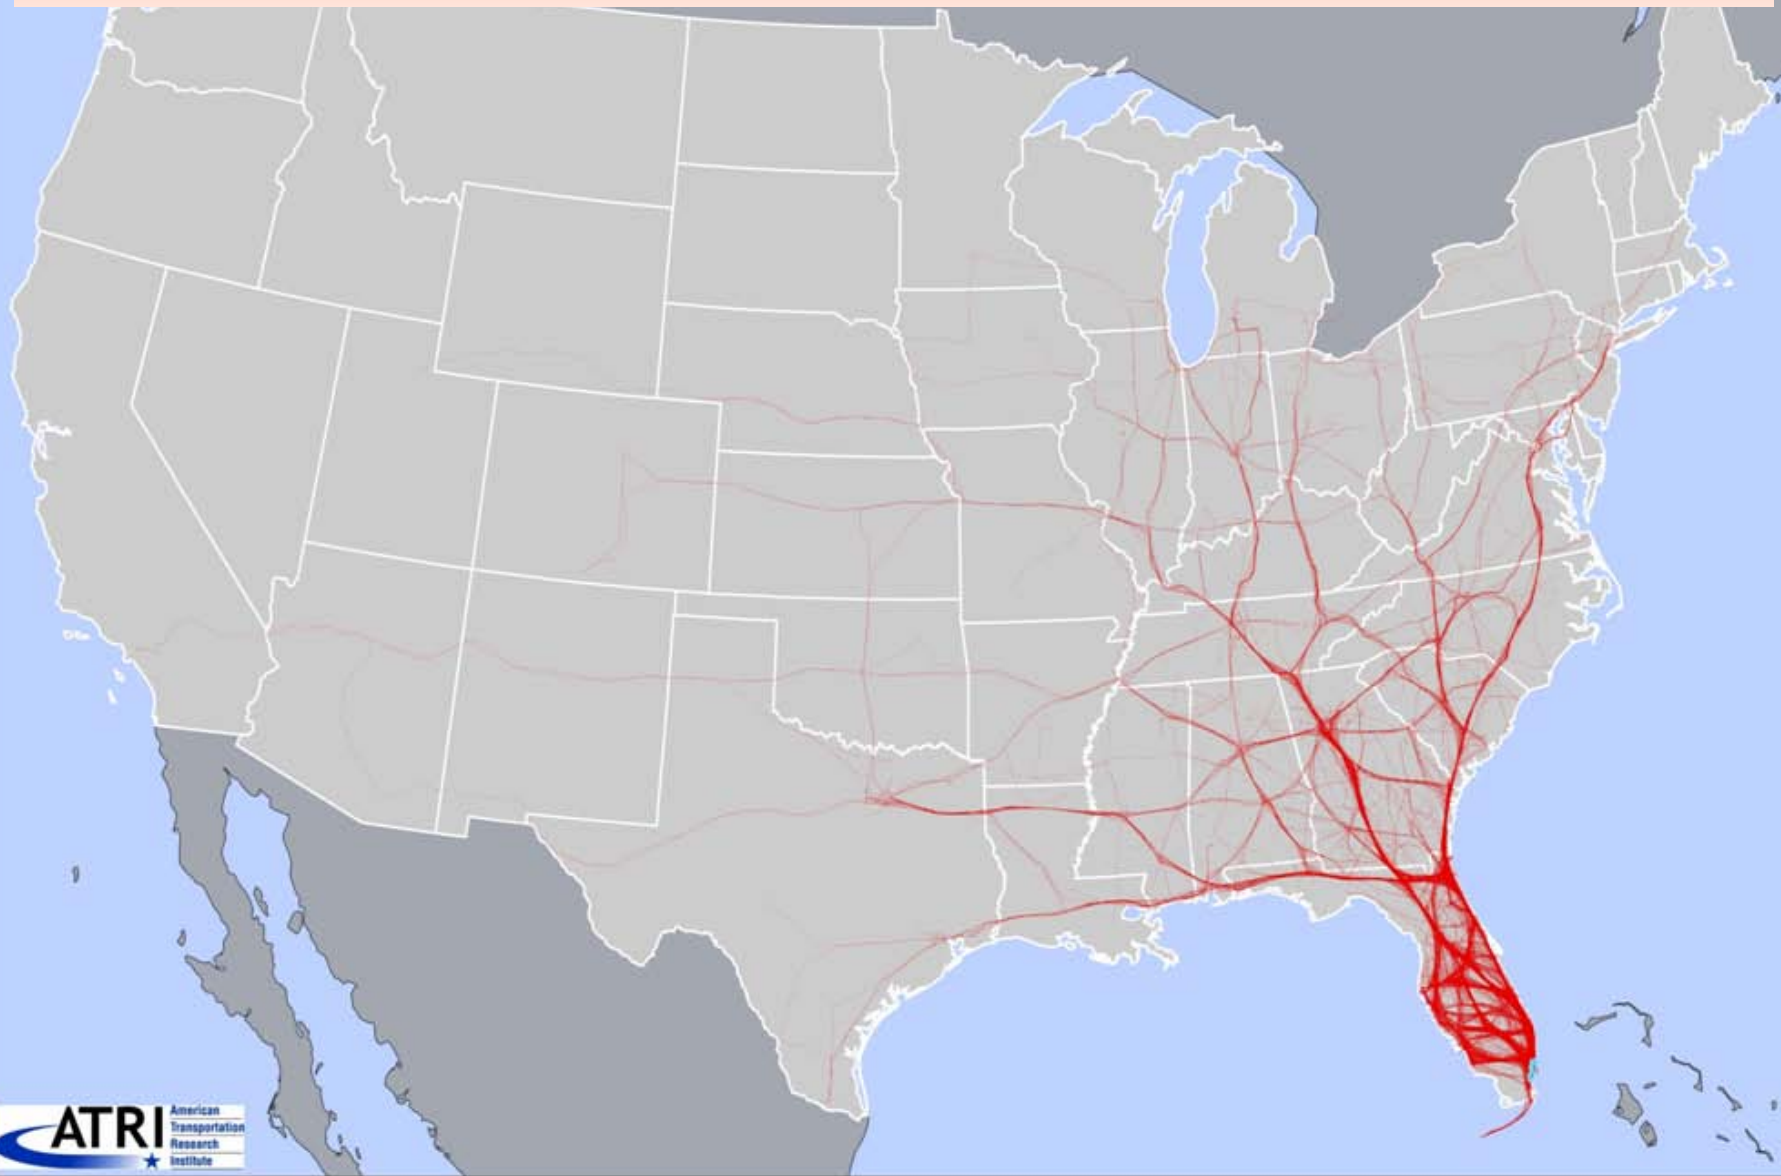 ATRI
American
Transportation
Research
Institute